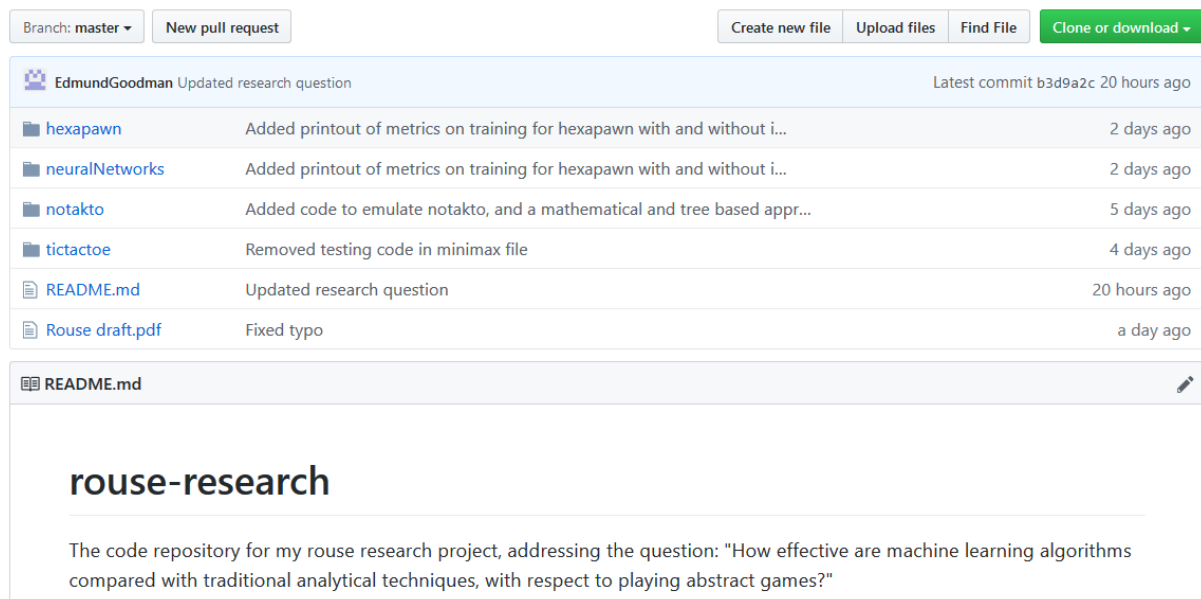 Branch: master New pull request Create new file Upload files Find File Clone or download
EdmundGoodman Updated research question Latest commit b3d9a2c 20 hours ago
hexapawn Added printout of metrics on training for hexapawn with and without i... 2 days ago
neuralNetworks Added printout of metrics on training for hexapawn with and without i... 2 days ago
notakto Added code to emulate notakto, and a mathematical and tree based appr... 5 days ago
tictactoe Removed testing code in minimax file 4 days ago
README.md Updated research question 20 hours ago
Rouse draft.pdf Fixed typo a day ago
README.md
rouse-research
The code repository for my rouse research project, addressing the question: "How effective are machine learning algorithms
compared with traditional analytical techniques, with respect to playing abstract games?"